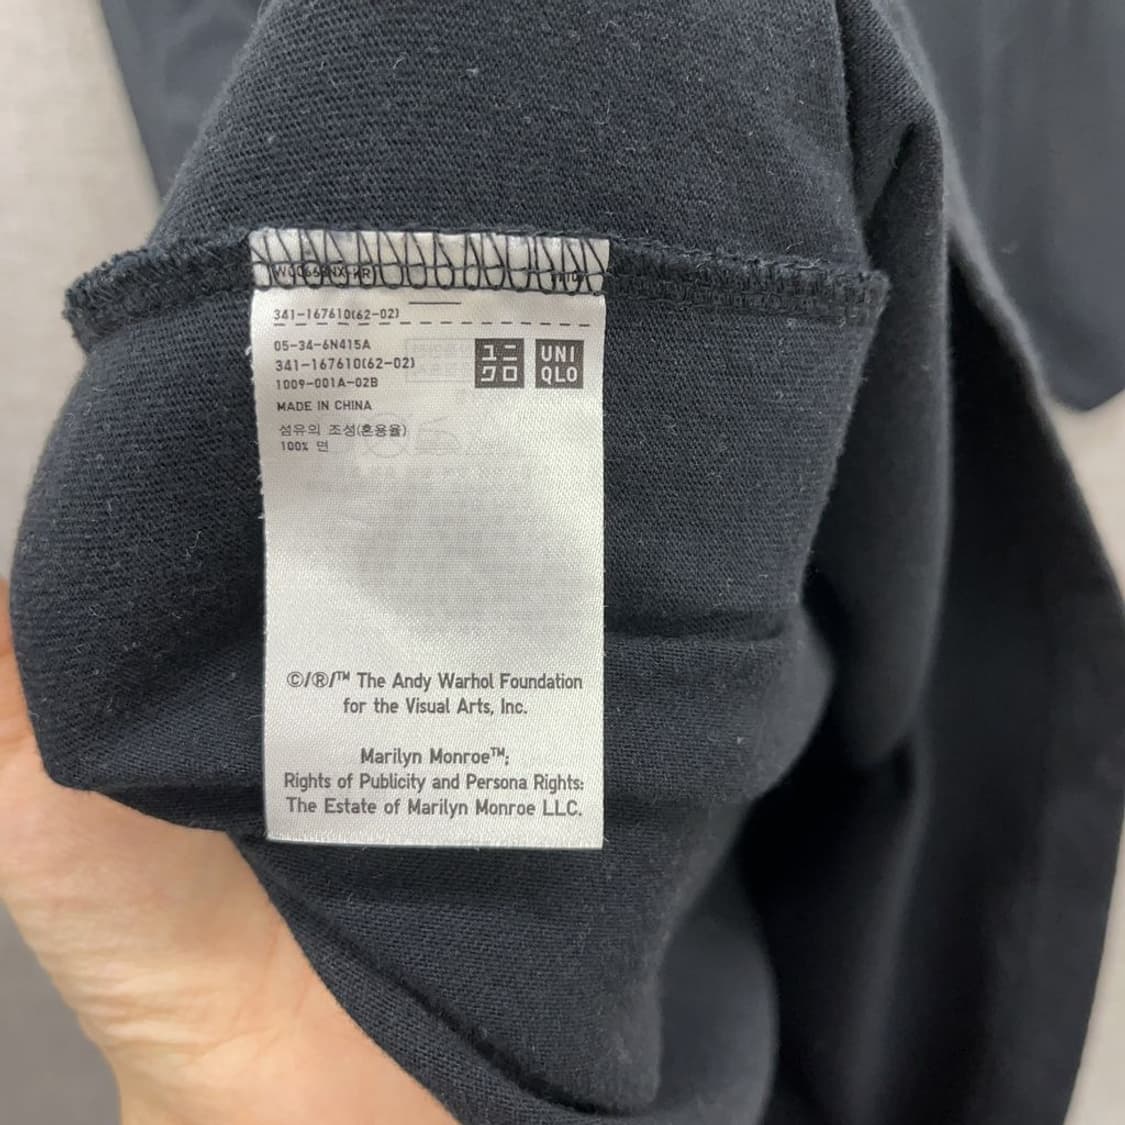 341-167610(62-02)
05-34-6N415A
341-167610(62-02)
1009-001A-02B
ユニ
クロ
UNI
QLO
MADE IN CHINA
섬유의 조성(혼용율)
100% 면
©/®/™ The Andy Warhol Foundation
for the Visual Arts, Inc.
Marilyn Monroe™;
Rights of Publicity and Persona Rights:
The Estate of Marilyn Monroe LLC.